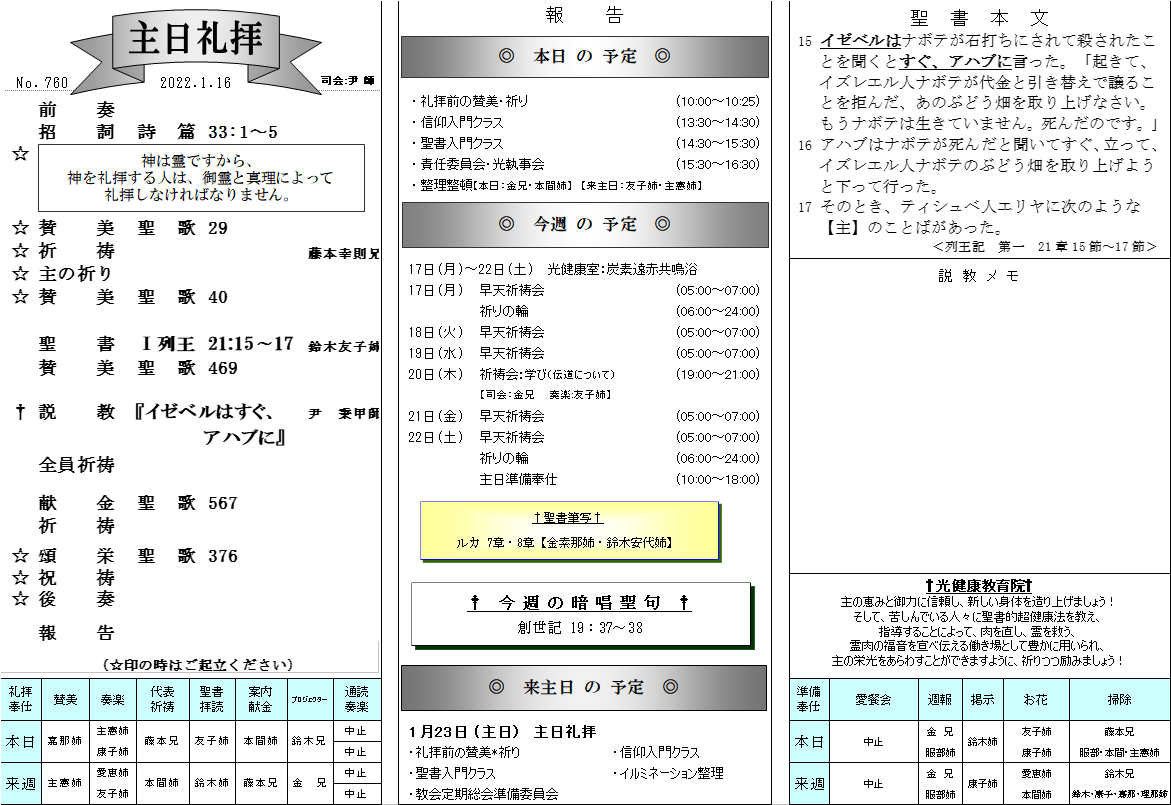 主日礼拝
No. 760
2022.1.16
司会:尹 師
前 奏
招 詞 詩 篇 33:1～5
☆
神は霊ですから、
神を礼拝する人は、御霊と真理によって
礼拝しなければなりません。
☆ 賛 美 聖 歌 29
☆ 祈 祷 藤本幸則兄
☆ 主の祈り
☆ 賛 美 聖 歌 40
聖 書 Ⅰ列王 21:15～17 鈴木友子姉
賛 美 聖 歌 469
† 説 教 『イゼベルはすぐ、 尹 秉甲師
アハブに』
全員祈祷
献 金 聖 歌 567
祈 祷
☆ 頌 栄 聖 歌 376
☆ 祝 祷
☆ 後 奏
報 告
(☆印の時はご起立ください)
礼拝奉仕 賛美 奏楽 代表祈祷 聖書拝読 案内献金 プロジェクター 通読奏楽
本日 嘉那姉 主憲姉 康子姉 藤本兄 友子姉 本間姉 鈴木兄 中止 中止
来週 主憲姉 愛恵姉 友子姉 本間姉 鈴木姉 藤本兄 金 兄 中止 中止
報 告
◎ 本日 の 予定 ◎
・礼拝前の賛美・祈り (10:00～10:25)
・信仰入門クラス (13:30～14:30)
・聖書入門クラス (14:30～15:30)
・責任委員会・光執事会 (15:30～16:30)
・整理整頓【本日：金兄・本間姉】【来主日：友子姉・主憲姉】
◎ 今週 の 予定 ◎
17日(月)～22日(土) 光健康室：炭素遠赤共鳴浴
17日(月) 早天祈祷会 (05:00～07:00)
祈りの輪 (06:00～24:00)
18日(火) 早天祈祷会 (05:00～07:00)
19日(水) 早天祈祷会 (05:00～07:00)
20日(木) 祈祷会：学び(伝道について) (19:00～21:00)
【司会：金兄 奏楽:友子姉】
21日(金) 早天祈祷会 (05:00～07:00)
22日(土) 早天祈祷会 (05:00～07:00)
祈りの輪 (06:00～24:00)
主日準備奉仕 (10:00～18:00)
†聖書筆写†
ルカ 7章・8章【金素那姉・鈴木安代姉】
† 今週の暗唱聖句 †
創世記 19：37～38
◎ 来主日 の 予定 ◎
1月23日(主日) 主日礼拝
・礼拝前の賛美*祈り ・信仰入門クラス
・聖書入門クラス ・イルミネーション整理
・教会定期総会準備委員会
聖書本文
15 イゼベルはナボテが石打ちにされて殺されたこ
とを聞くとすぐ、アハブに言った。「起きて、
イズレエル人ナボテが代金と引き替えで譲るこ
とを拒んだ、あのぶどう畑を取り上げなさい。
もうナボテは生きていません。死んだのです。」
16 アハブはナボテが死んだと聞いてすぐ、立って、
イズレエル人ナボテのぶどう畑を取り上げよう
と下って行った。
17 そのとき、ティシュベ人エリヤに次のような
【主】のことばがあった。
＜列王記 第一 21章15節～17節＞
説教メモ
†光健康教育院†
主の恵みと御力に信頼し、新しい身体を造り上げましょう！
そして、苦しんでいる人々に聖書的超健康法を教え、
指導することによって、肉を直し、霊を救う、
霊肉の福音を宣べ伝える働き場として豊かに用いられ、
主の栄光をあらわすことができますように、祈りつつ励みましょう！
準備奉仕 愛餐会 週報 掲示 お花 掃除
本日 中止 金 兄 服部姉 鈴木姉 友子姉 康子姉 藤本兄 服部・本間・主憲姉
来週 中止 金 兄 服部姉 康子姉 愛恵姉 本間姉 鈴木兄 鈴木・康子・嘉那・理那姉